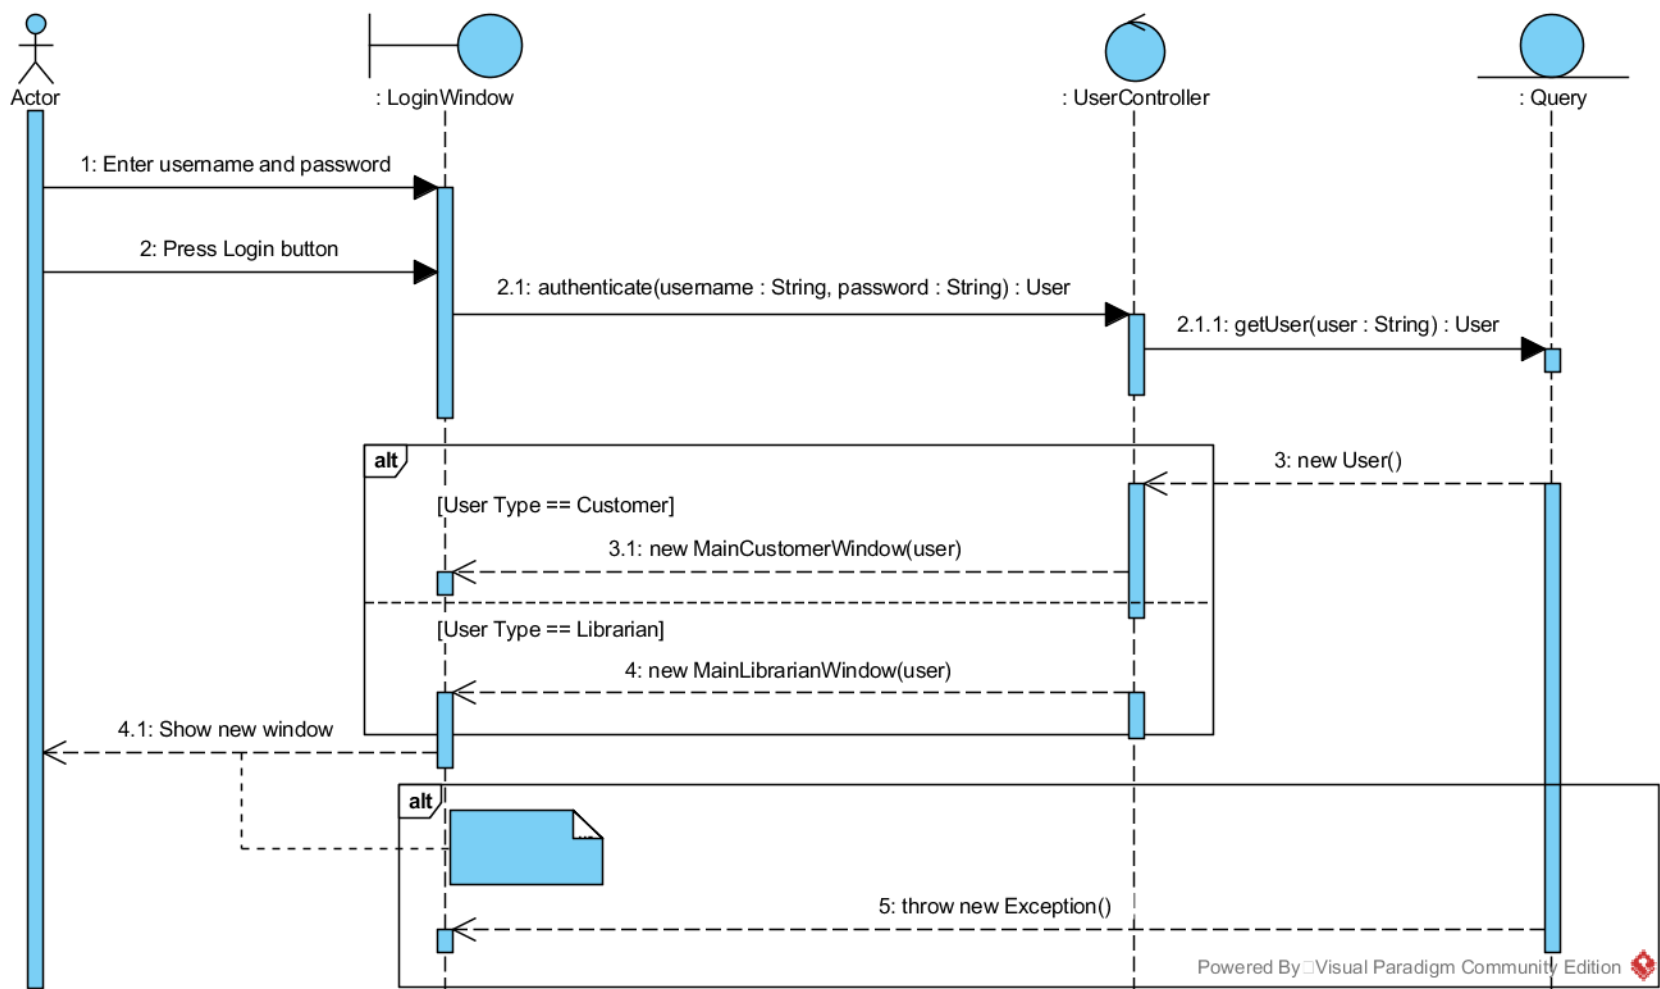 Actor
: LoginWindow
: UserController
: Query
1: Enter username and password
2: Press Login button
2.1: authenticate(username : String, password : String) : User
2.1.1: getUser(user : String) : User
alt
3: new User()
[User Type == Customer]
3.1: new MainCustomerWindow(user)
[User Type == Librarian]
4: new MainLibrarianWindow(user)
4.1: Show new window
alt
5: throw new Exception()
Powered By Visual Paradigm Community Edition